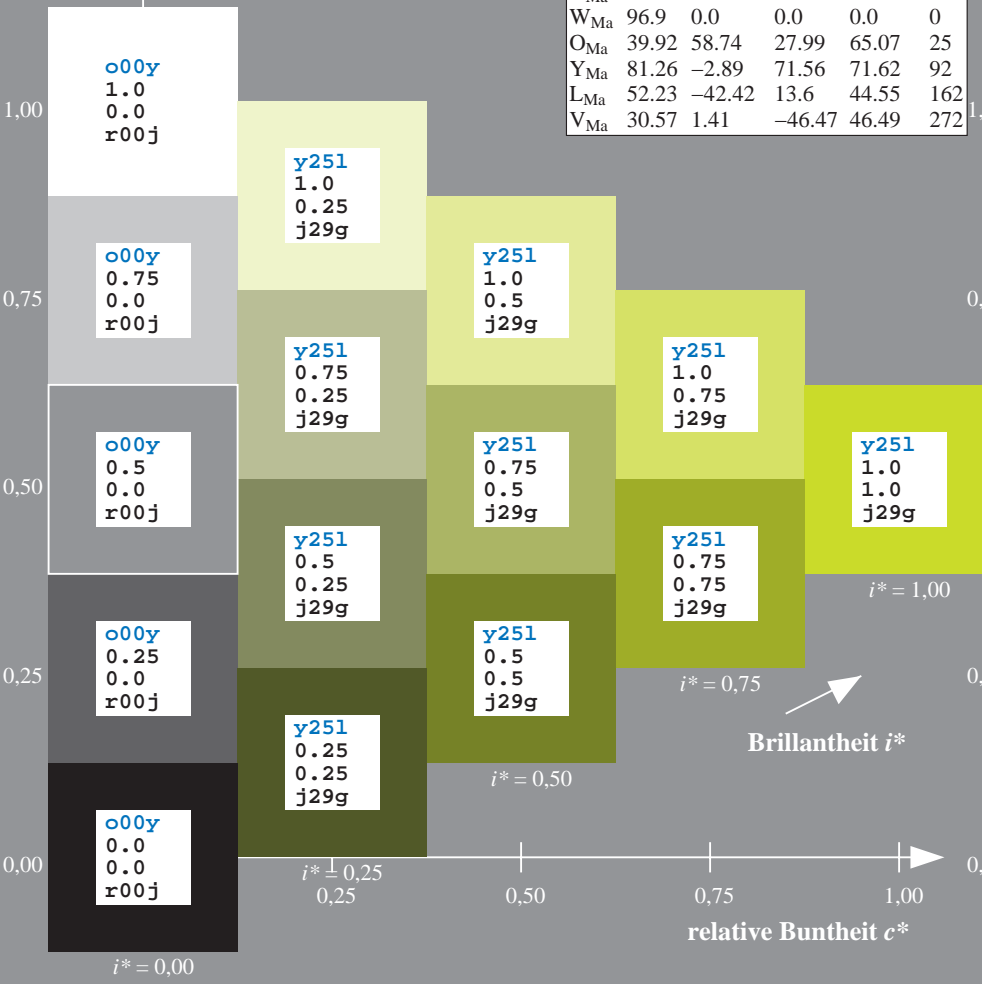 W_Ma 96.9 0.0 0.0 0.0 0
O_Ma 39.92 58.74 27.99 65.07 25
Y_Ma 81.26 −2.89 71.56 71.62 92
L_Ma 52.23 −42.42 13.6 44.55 162
V_Ma 30.57 1.41 −46.47 46.49 272
1,00
0,75
0,50
0,25
0,00
o00y
1.0
0.0
r00j
o00y
0.75
0.0
r00j
o00y
0.5
0.0
r00j
o00y
0.25
0.0
r00j
o00y
0.0
0.0
r00j
i* = 0,00
y25l
1.0
0.25
j29g
y25l
0.75
0.25
j29g
y25l
0.5
0.25
j29g
y25l
0.25
0.25
j29g
i* = 0,25
y25l
1.0
0.5
j29g
y25l
0.75
0.5
j29g
y25l
0.5
0.5
j29g
i* = 0,50
y25l
1.0
0.75
j29g
y25l
0.75
0.75
j29g
i* = 0,75
y25l
1.0
1.0
j29g
i* = 1,00
Brillantheit i*
0,25 0,50 0,75 1,00
relative Buntheit c*